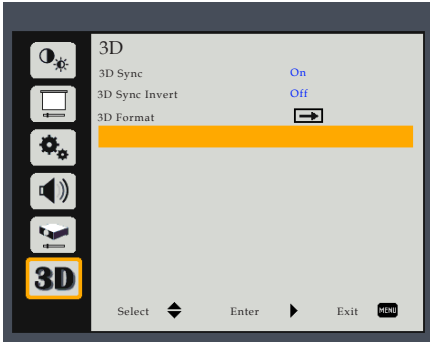 3D
3D Sync On
3D Sync Invert Off
3D Format
3D
Select Enter Exit MENU